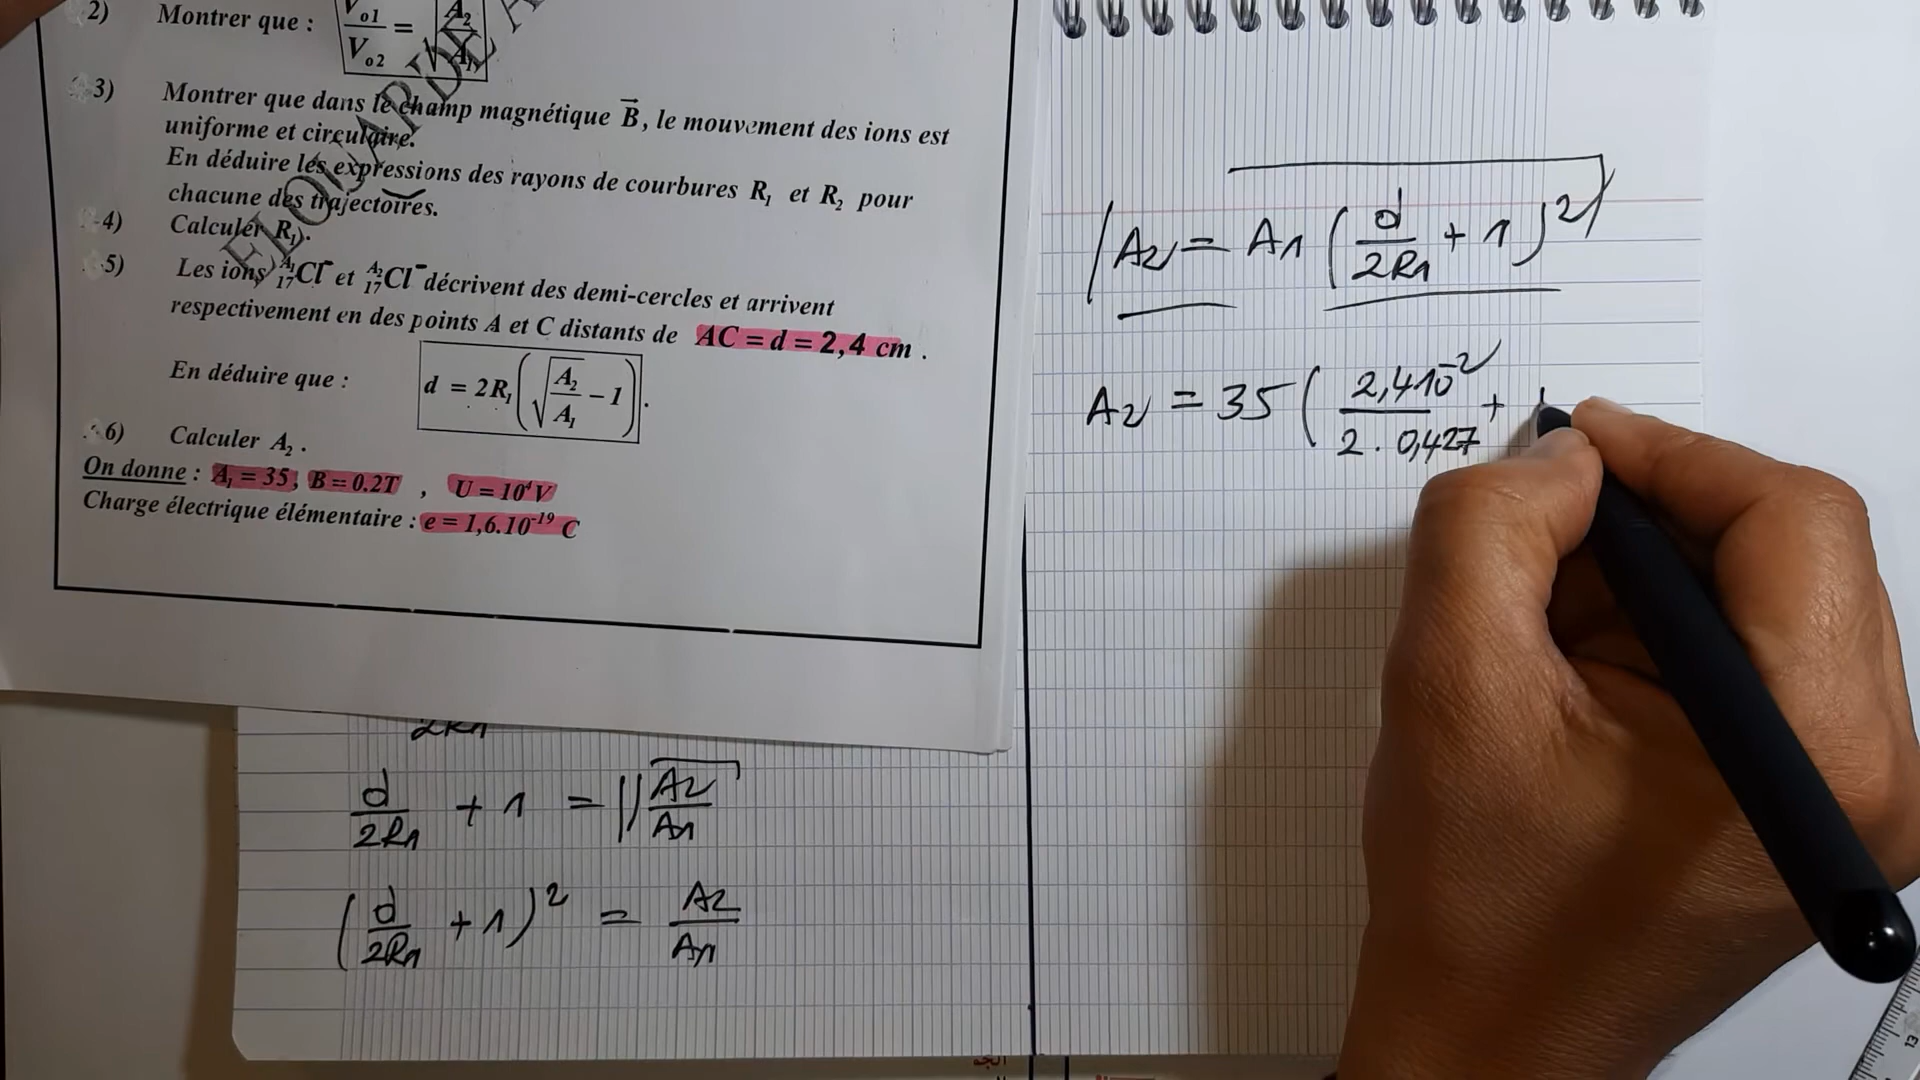 2) Montrer que : V₀₁/V₀₂ = √(A₂/A₁)
3) Montrer que dans le champ magnétique B⃗, le mouvement des ions est
uniforme et circulaire.
En déduire les expressions des rayons de courbures R₁ et R₂ pour
chacune des trajectoires.
4) Calculer R₁).
5) Les ions ᴬ¹₁₇Cl⁻ et ᴬ²₁₇Cl⁻ décrivent des demi-cercles et arrivent
respectivement en des points A et C distants de AC = d = 2,4 cm .
En déduire que : d = 2R₁(√(A₂/A₁) − 1).
6) Calculer A₂ .
On donne : A₁ = 35, B = 0.2T , U = 10⁴V
Charge électrique élémentaire : e = 1,6.10⁻¹⁹ C
2R₁
d/2R₁ + 1 = √(A₂/A₁)
(d/2R₁ + 1)² = A₂/A₁
A₂ = A₁ (d/2R₁ + 1)²
A₂ = 35 (2,4 10⁻²/2 . 0,427 +
13